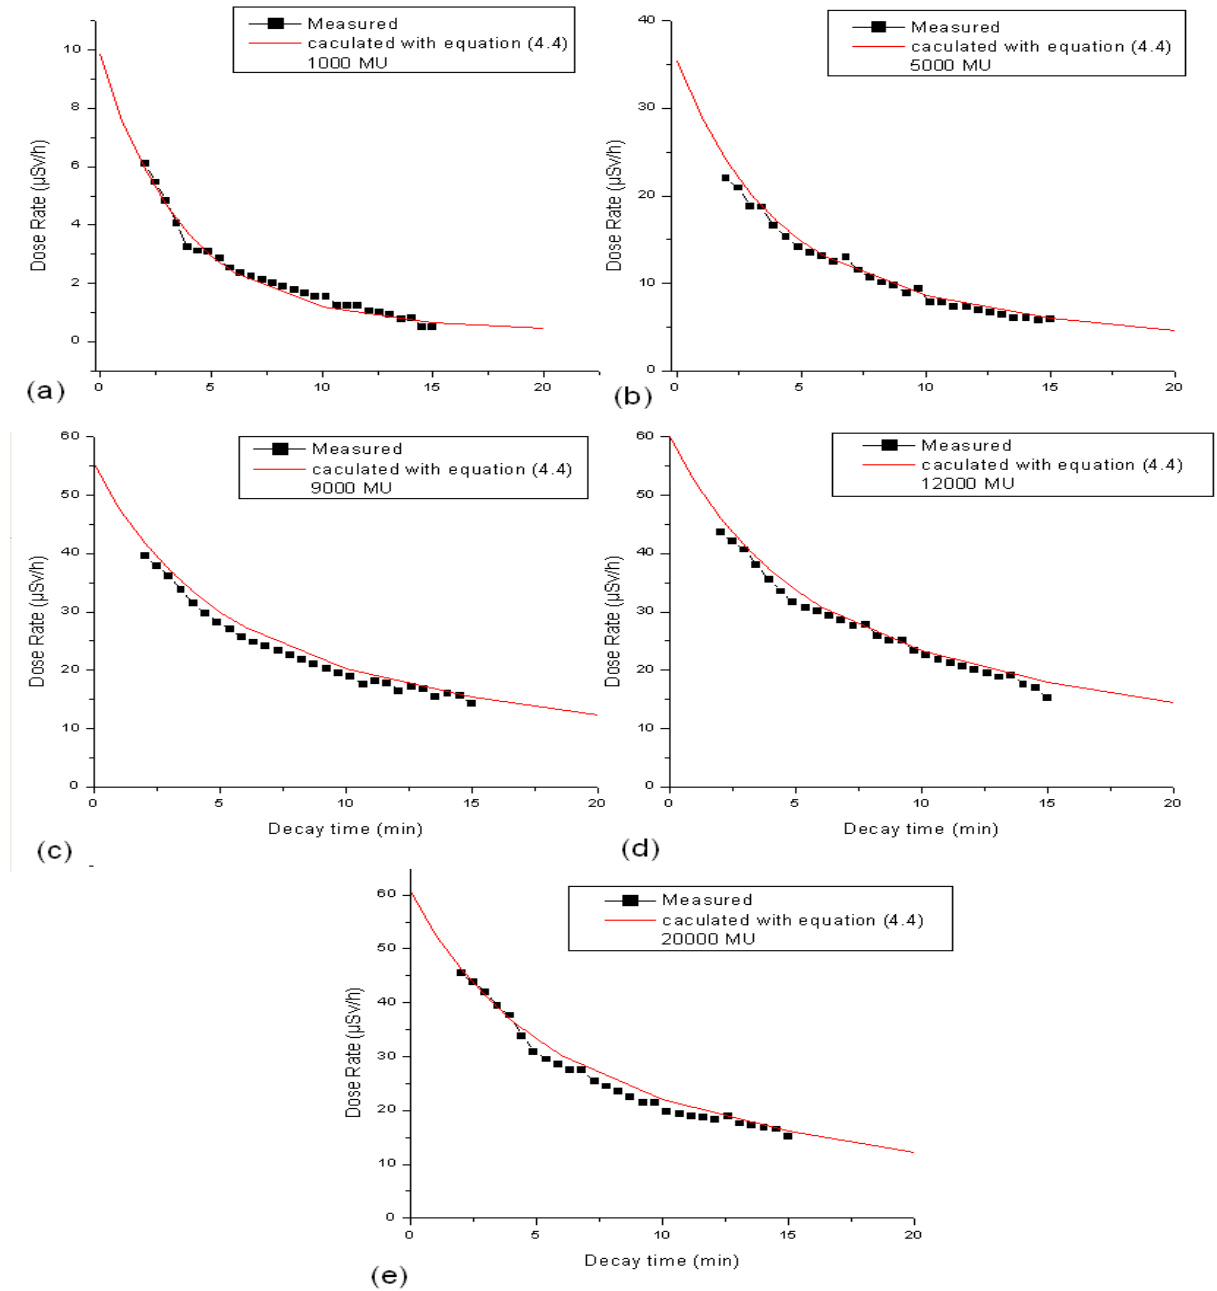 Measured
caculated with equation (4.4)
1000 MU
Dose Rate (µSv/h)
10
8
6
4
2
0
0 5 10 15 20
(a)
Measured
caculated with equation (4.4)
5000 MU
Dose Rate (µSv/h)
40
30
20
10
0
0 5 10 15 20
(b)
Measured
caculated with equation (4.4)
9000 MU
Dose Rate (µSv/h)
60
50
40
30
20
10
0
0 5 10 15 20
Decay time (min)
(c)
Measured
caculated with equation (4.4)
12000 MU
Dose Rate (µSv/h)
60
50
40
30
20
10
0
0 5 10 15 20
Decay time (min)
(d)
Measured
caculated with equation (4.4)
20000 MU
Dose Rate (µSv/h)
60
50
40
30
20
10
0
0 5 10 15 20
Decay time (min)
(e)